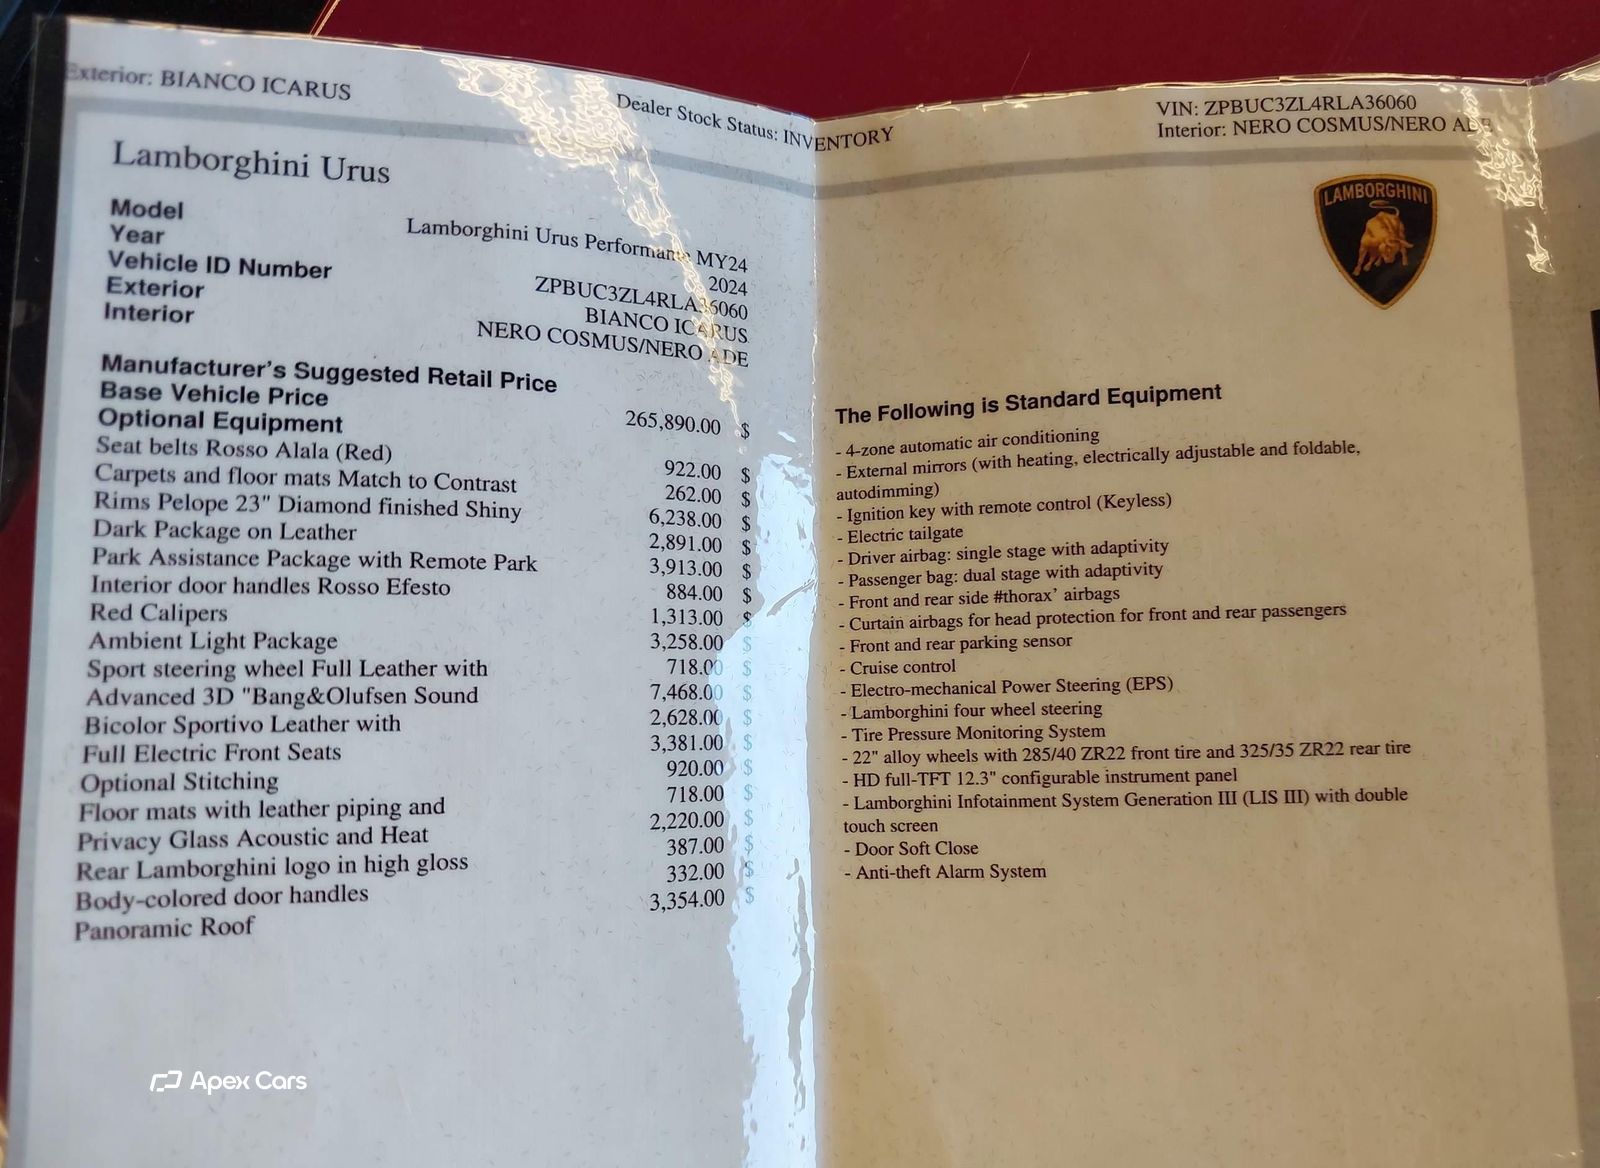 Exterior: BIANCO ICARUS
Dealer Stock Status: INVENTORY
VIN: ZPBUC3ZL4RLA36060
Interior: NERO COSMUS/NERO ADE
Lamborghini Urus
Model Lamborghini Urus Performante MY24
Year 2024
Vehicle ID Number ZPBUC3ZL4RLA36060
Exterior BIANCO ICARUS
Interior NERO COSMUS/NERO ADE
Manufacturer's Suggested Retail Price
Base Vehicle Price 265,890.00 $
Optional Equipment
Seat belts Rosso Alala (Red) 922.00 $
Carpets and floor mats Match to Contrast 262.00 $
Rims Pelope 23" Diamond finished Shiny 6,238.00 $
Dark Package on Leather 2,891.00 $
Park Assistance Package with Remote Park 3,913.00 $
Interior door handles Rosso Efesto 884.00 $
Red Calipers 1,313.00 $
Ambient Light Package 3,258.00 $
Sport steering wheel Full Leather with 718.00 $
Advanced 3D "Bang&Olufsen Sound 7,468.00 $
Bicolor Sportivo Leather with 2,628.00 $
Full Electric Front Seats 3,381.00 $
Optional Stitching 920.00 $
Floor mats with leather piping and 718.00 $
Privacy Glass Acoustic and Heat 2,220.00 $
Rear Lamborghini logo in high gloss 387.00 $
Body-colored door handles 332.00 $
Panoramic Roof 3,354.00 $
LAMBORGHINI
The Following is Standard Equipment
- 4-zone automatic air conditioning
- External mirrors (with heating, electrically adjustable and foldable,
autodimming)
- Ignition key with remote control (Keyless)
- Electric tailgate
- Driver airbag: single stage with adaptivity
- Passenger bag: dual stage with adaptivity
- Front and rear side #thorax' airbags
- Curtain airbags for head protection for front and rear passengers
- Front and rear parking sensor
- Cruise control
- Electro-mechanical Power Steering (EPS)
- Lamborghini four wheel steering
- Tire Pressure Monitoring System
- 22" alloy wheels with 285/40 ZR22 front tire and 325/35 ZR22 rear tire
- HD full-TFT 12.3" configurable instrument panel
- Lamborghini Infotainment System Generation III (LIS III) with double
touch screen
- Door Soft Close
- Anti-theft Alarm System
Apex Cars